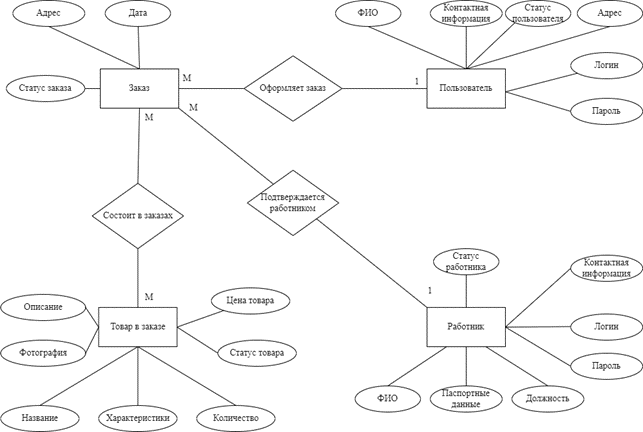 Адрес
Дата
ФИО
Контактная
информация
Статус
пользователя
Адрес
Статус заказа
Заказ
М
М
М
Оформляет заказ
1
Пользователь
Логин
Пароль
Состоит в заказах
Подтверждается
работником
Статус
работника
Контактная
информация
Описание
М
Цена товара
1
Товар в заказе
Работник
Логин
Фотография
Статус товара
Пароль
Название
Характеристики
Количество
ФИО
Паспортные
данные
Должность